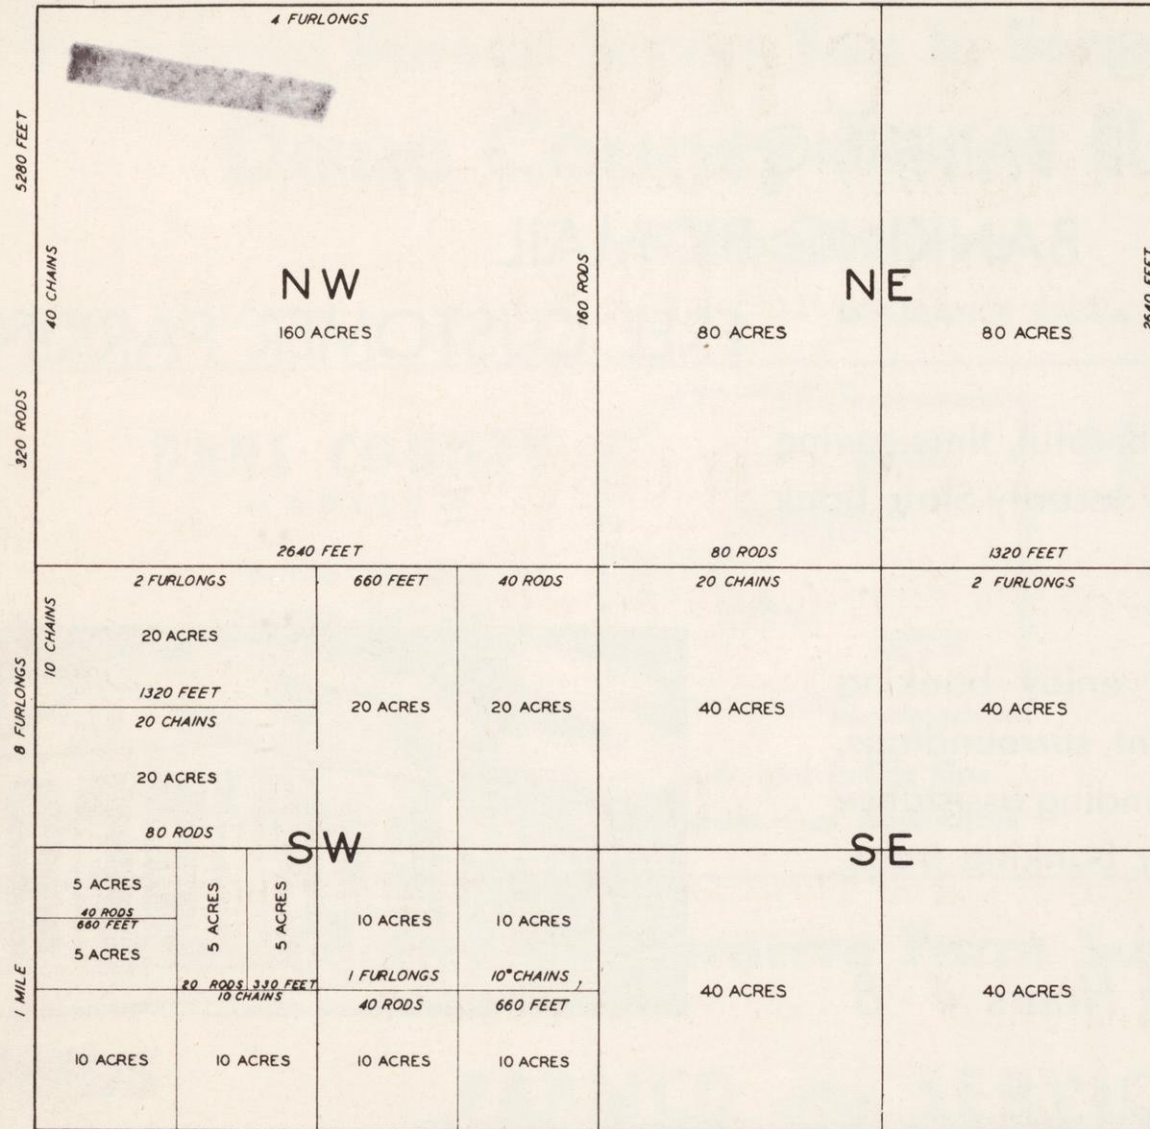 4 FURLONGS
5280 FEET
40 CHAINS
320 RODS
8 FURLONGS
1 MILE
NW
160 ACRES
160 RODS
2640 FEET
NE
80 ACRES
80 ACRES
2640 FEET
80 RODS
1320 FEET
2 FURLONGS
10 CHAINS
20 ACRES
1320 FEET
20 CHAINS
20 ACRES
80 RODS
660 FEET
20 ACRES
40 RODS
20 ACRES
SW
5 ACRES
40 RODS
660 FEET
5 ACRES
5 ACRES
5 ACRES
20 RODS
330 FEET
10 CHAINS
10 ACRES
10 ACRES
1 FURLONGS
10 CHAINS
40 RODS
660 FEET
10 ACRES
10 ACRES
10 ACRES
10 ACRES
20 CHAINS
2 FURLONGS
40 ACRES
40 ACRES
SE
40 ACRES
40 ACRES